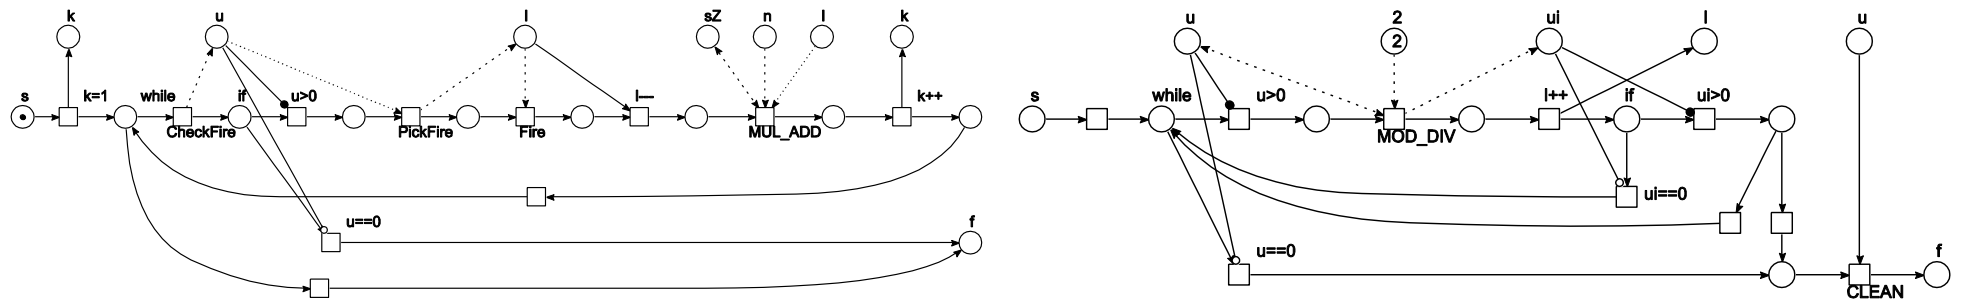 k u l sZ n l k
s k=1 while if u>0 l— k++
CheckFire PickFire Fire MUL_ADD
u==0
f
u 2 ui l u
2
s while u>0 l++ if ui>0
MOD_DIV
ui==0
u==0 f
CLEAN